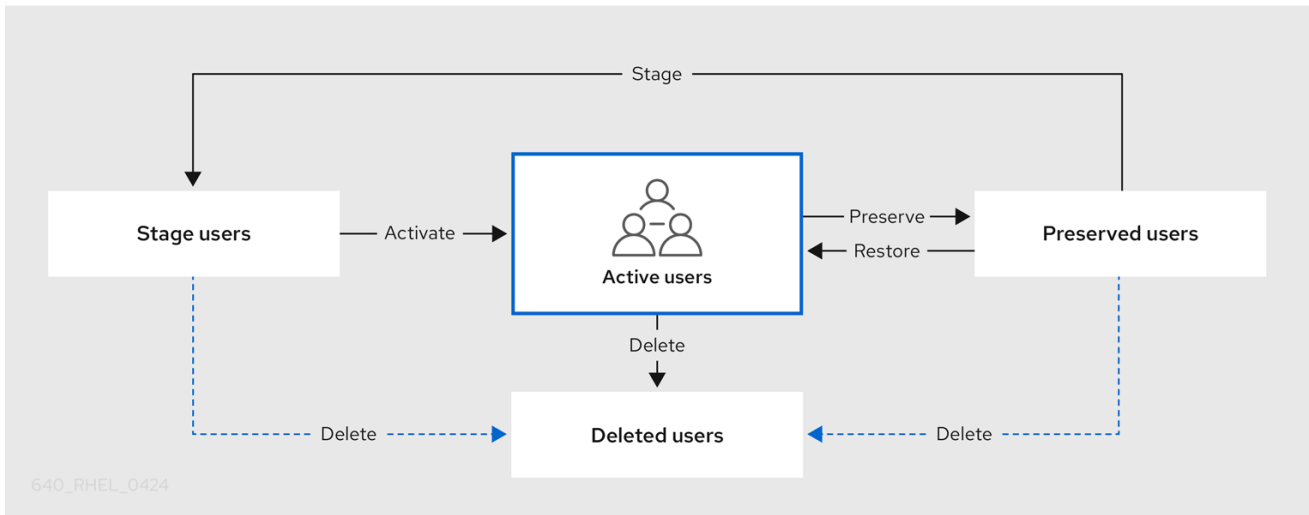 Stage
Stage users
Activate
Active users
Preserve
Restore
Preserved users
Delete
Delete
Deleted users
Delete
640_RHEL_0424